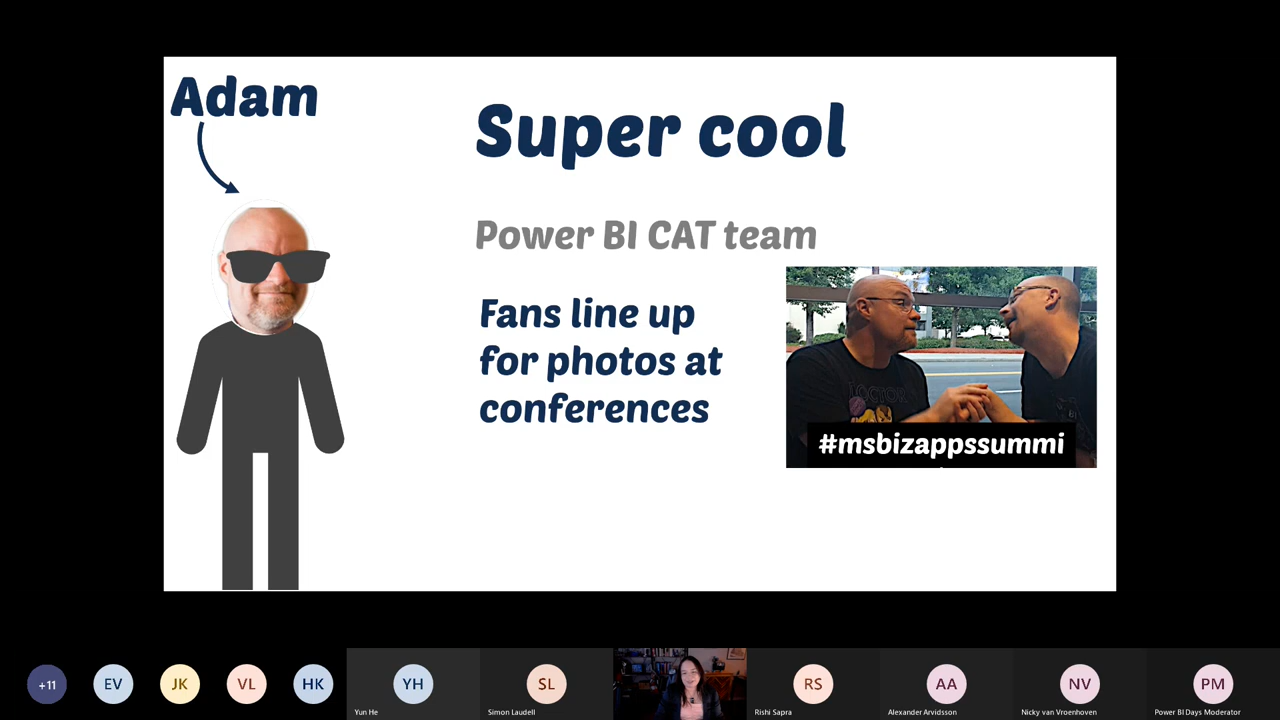 Adam
Super cool
Power BI CAT team
Fans line up
for photos at
conferences
#msbizappssummi
+11
EV
JK
VL
HK
YH
SL
RS
AA
NV
PM
Yun He
Simon Laudell
Rishi Sapra
Alexander Arvidsson
Nicky van Vroenhoven
Power BI Days Moderator